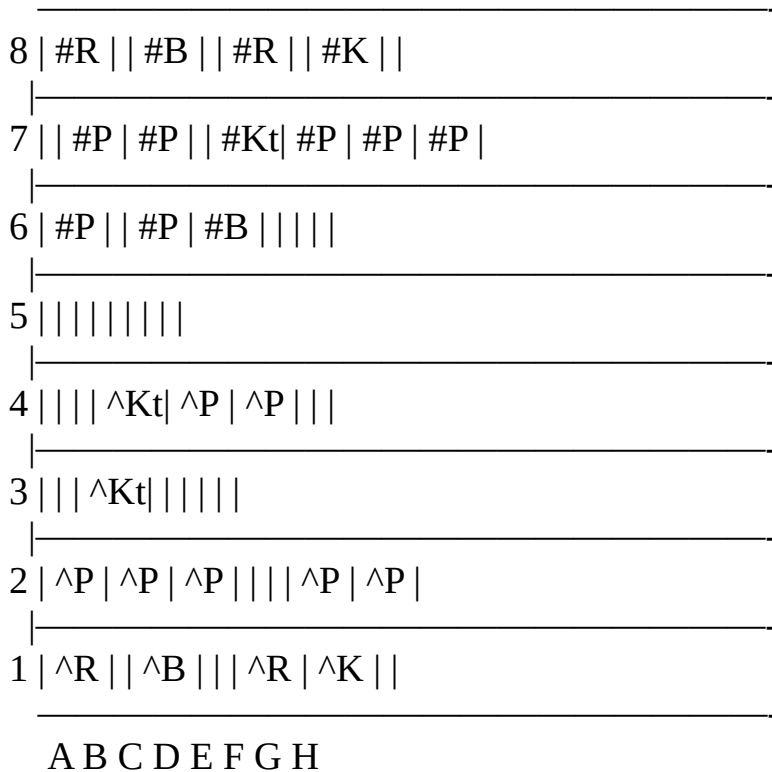 8 | #R | | #B | | #R | | #K | |
7 | | #P | #P | | #Kt| #P | #P | #P |
6 | #P | | #P | #B | | | | |
5 | | | | | | | | |
4 | | | | ^Kt| ^P | ^P | | |
3 | | | ^Kt| | | | | |
2 | ^P | ^P | ^P | | | | ^P | ^P |
1 | ^R | | ^B | | | ^R | ^K | |
A B C D E F G H